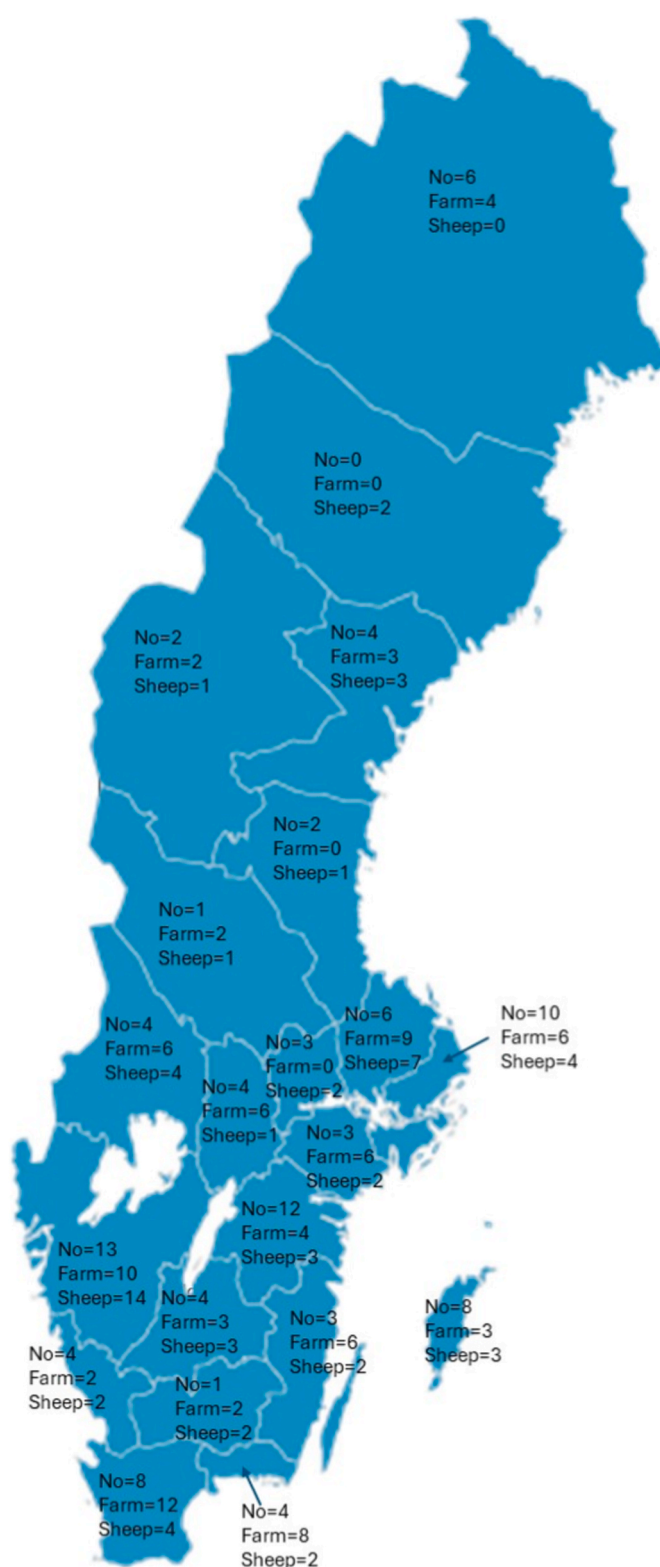 No=6
Farm=4
Sheep=0
No=0
Farm=0
Sheep=2
No=2
Farm=2
Sheep=1
No=4
Farm=3
Sheep=3
No=2
Farm=0
Sheep=1
No=1
Farm=2
Sheep=1
No=4
Farm=6
Sheep=4
No=3
Farm=0
Sheep=2
No=6
Farm=9
Sheep=7
No=10
Farm=6
Sheep=4
No=4
Farm=6
Sheep=1
No=3
Farm=6
Sheep=2
No=12
Farm=4
Sheep=3
No=13
Farm=10
Sheep=14
No=4
Farm=3
Sheep=3
No=3
Farm=6
Sheep=2
No=8
Farm=3
Sheep=3
No=4
Farm=2
Sheep=2
No=1
Farm=2
Sheep=2
No=8
Farm=12
Sheep=4
No=4
Farm=8
Sheep=2